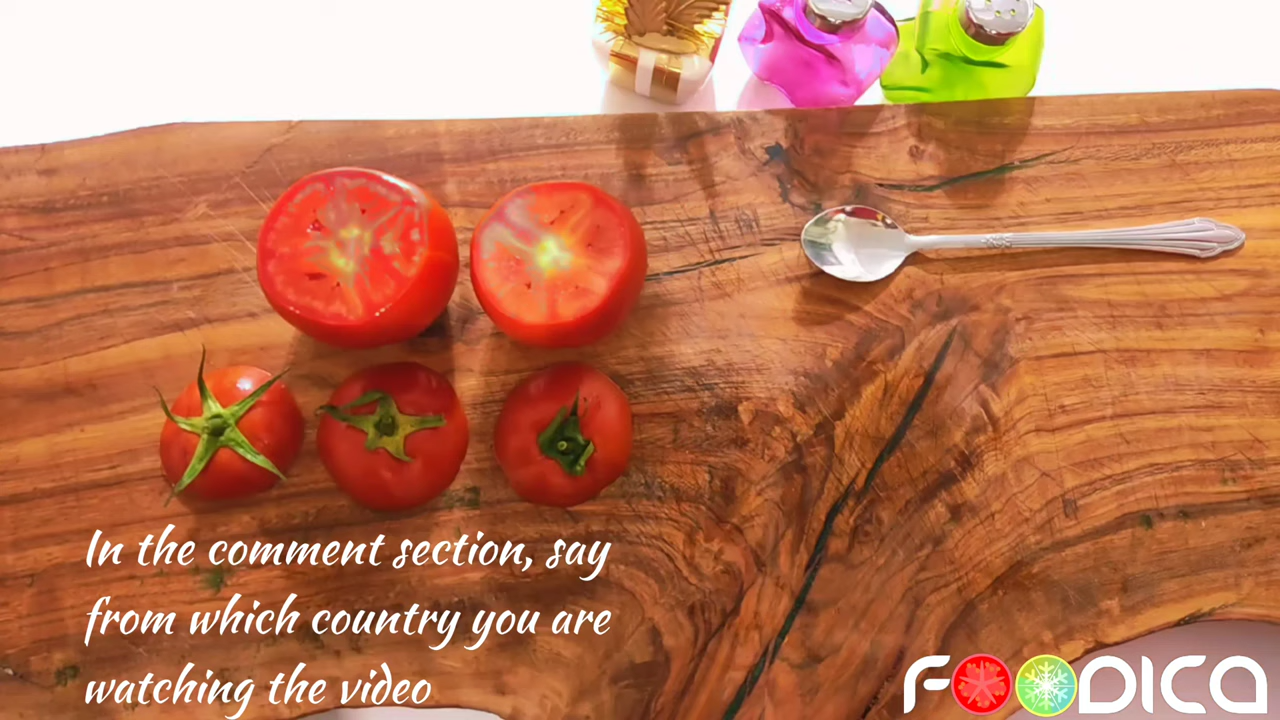 In the comment section, say
from which country you are
watching the video
FOODICA